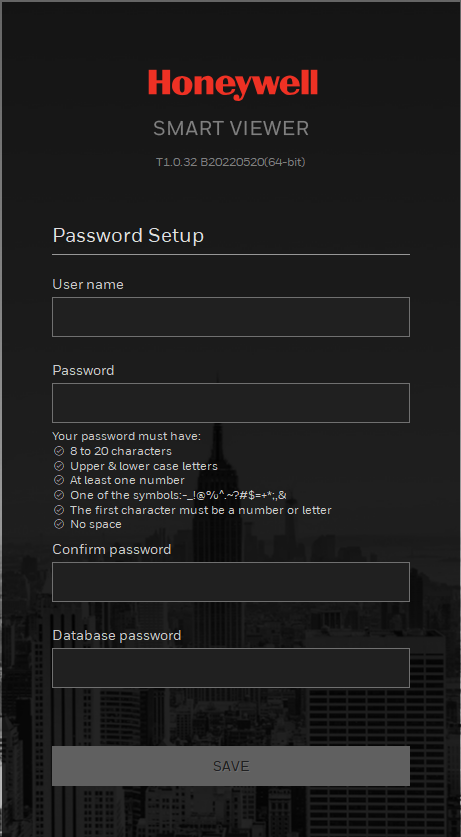 Honeywell
SMART VIEWER
T1.0.32 B20220520(64-bit)
Password Setup
User name
Password
Your password must have:
8 to 20 characters
Upper & lower case letters
At least one number
One of the symbols:-_!@%^.~?#$=+*;,&
The first character must be a number or letter
No space
Confirm password
Database password
SAVE